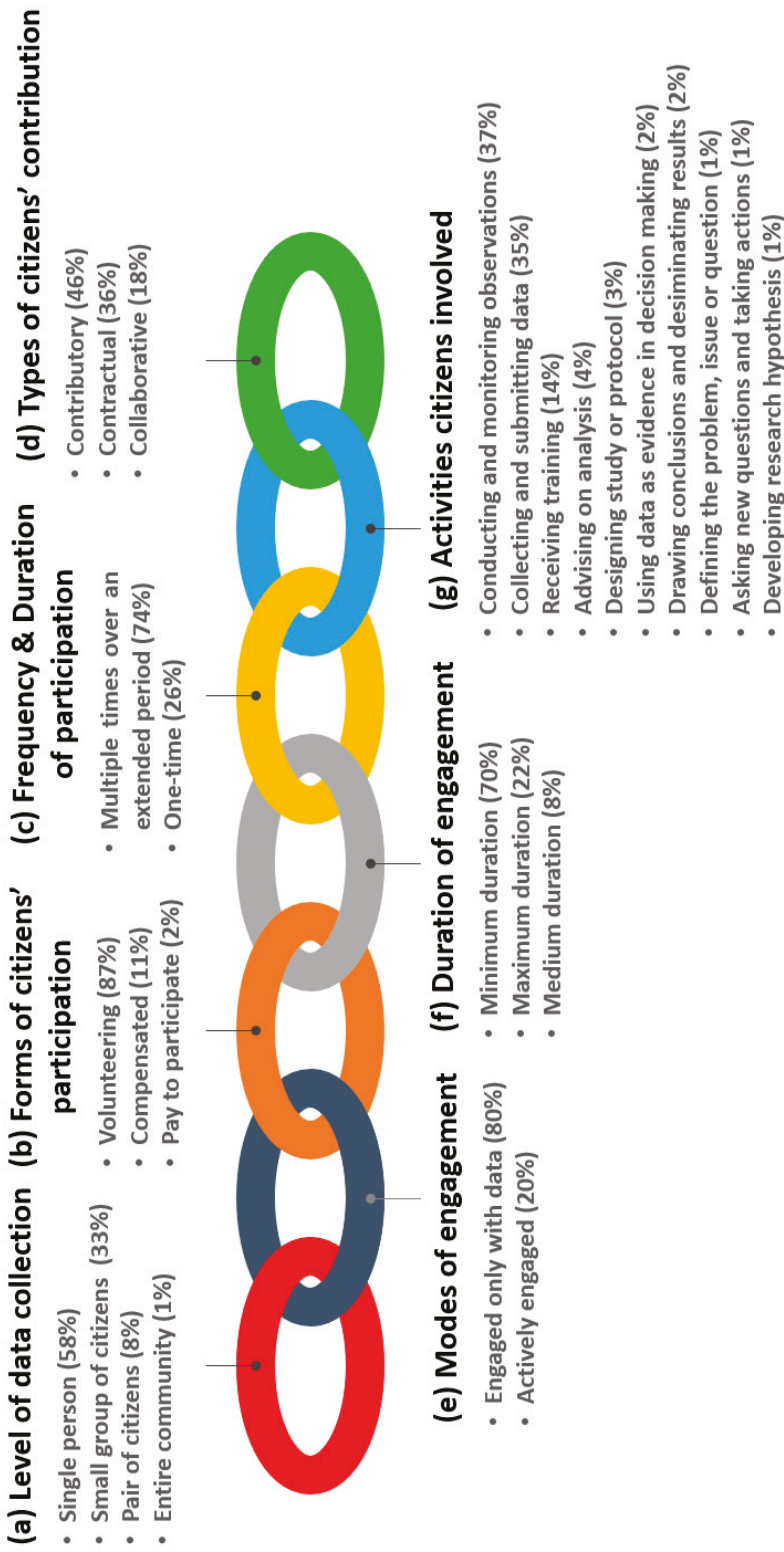 (a) Level of data collection
• Single person (58%)
• Small group of citizens (33%)
• Pair of citizens (8%)
• Entire community (1%)
(b) Forms of citizens’
participation
• Volunteering (87%)
• Compensated (11%)
• Pay to participate (2%)
(c) Frequency & Duration
of participation
• Multiple times over an
extended period (74%)
• One-time (26%)
(d) Types of citizens’ contribution
• Contributory (46%)
• Contractual (36%)
• Collaborative (18%)
(e) Modes of engagement
• Engaged only with data (80%)
• Actively engaged (20%)
(f) Duration of engagement
• Minimum duration (70%)
• Maximum duration (22%)
• Medium duration (8%)
(g) Activities citizens involved
• Conducting and monitoring observations (37%)
• Collecting and submitting data (35%)
• Receiving training (14%)
• Advising on analysis (4%)
• Designing study or protocol (3%)
• Using data as evidence in decision making (2%)
• Drawing conclusions and desiminating results (2%)
• Defining the problem, issue or question (1%)
• Asking new questions and taking actions (1%)
• Developing research hypothesis (1%)